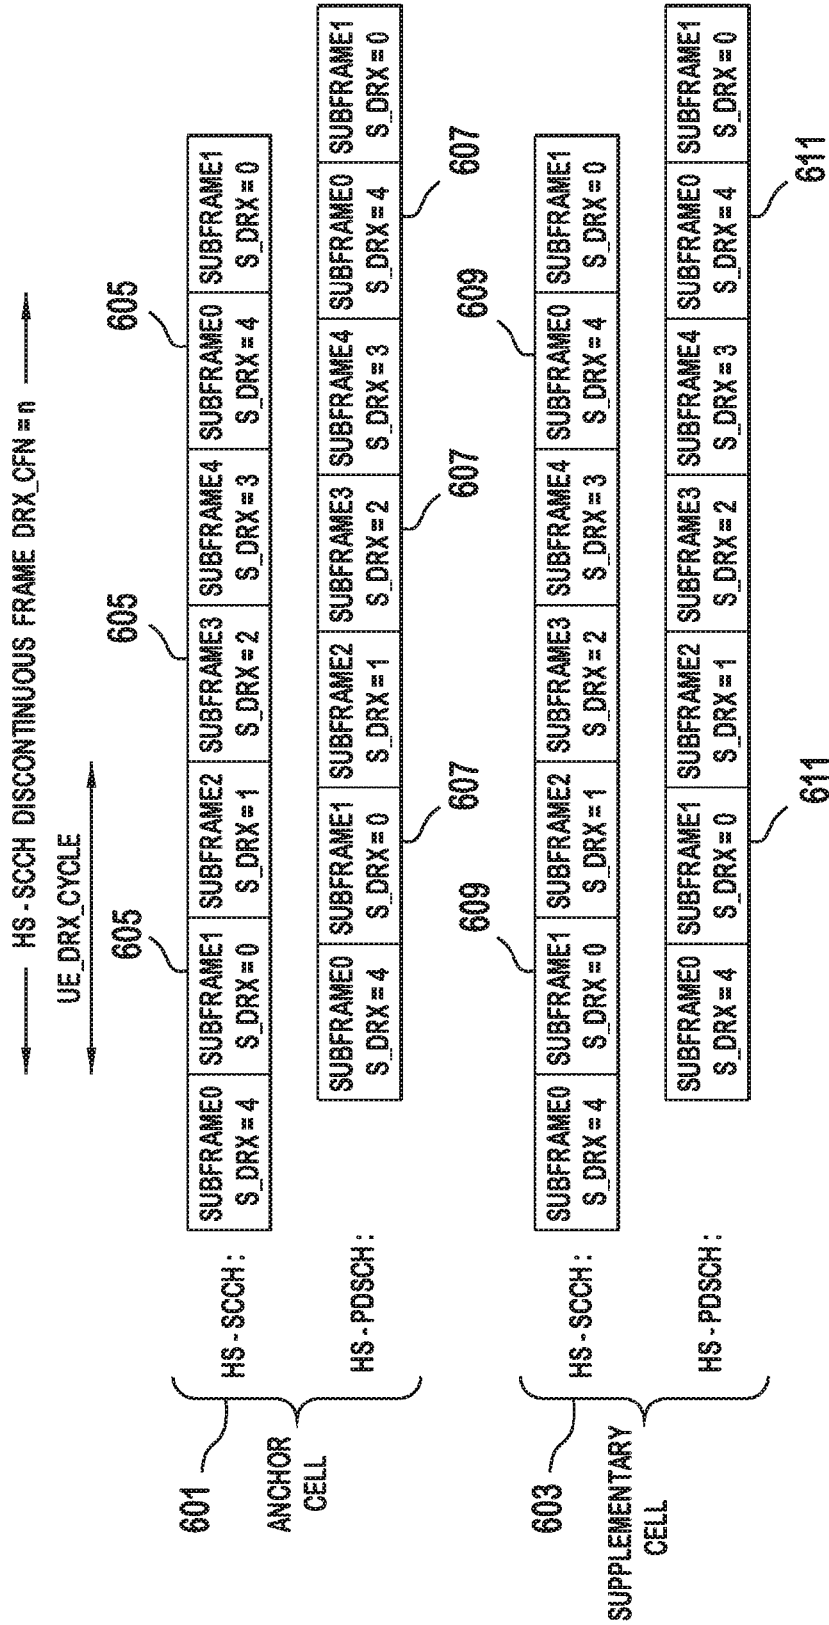 HS-SCCH DISCONTINUOUS FRAME DRX_CFN=n
UE_DRX_CYCLE
605
605
605
601
ANCHOR
CELL
HS-SCCH:
SUBFRAME0
S_DRX=4
SUBFRAME1
S_DRX=0
SUBFRAME2
S_DRX=1
SUBFRAME3
S_DRX=2
SUBFRAME4
S_DRX=3
SUBFRAME0
S_DRX=4
SUBFRAME1
S_DRX=0
HS-PDSCH:
SUBFRAME0
S_DRX=4
SUBFRAME1
S_DRX=0
SUBFRAME2
S_DRX=1
SUBFRAME3
S_DRX=2
SUBFRAME4
S_DRX=3
SUBFRAME0
S_DRX=4
SUBFRAME1
S_DRX=0
607
607
607
609
609
603
SUPPLEMENTARY
CELL
HS-SCCH:
SUBFRAME0
S_DRX=4
SUBFRAME1
S_DRX=0
SUBFRAME2
S_DRX=1
SUBFRAME3
S_DRX=2
SUBFRAME4
S_DRX=3
SUBFRAME0
S_DRX=4
SUBFRAME1
S_DRX=0
HS-PDSCH:
SUBFRAME0
S_DRX=4
SUBFRAME1
S_DRX=0
SUBFRAME2
S_DRX=1
SUBFRAME3
S_DRX=2
SUBFRAME4
S_DRX=3
SUBFRAME0
S_DRX=4
SUBFRAME1
S_DRX=0
611
611